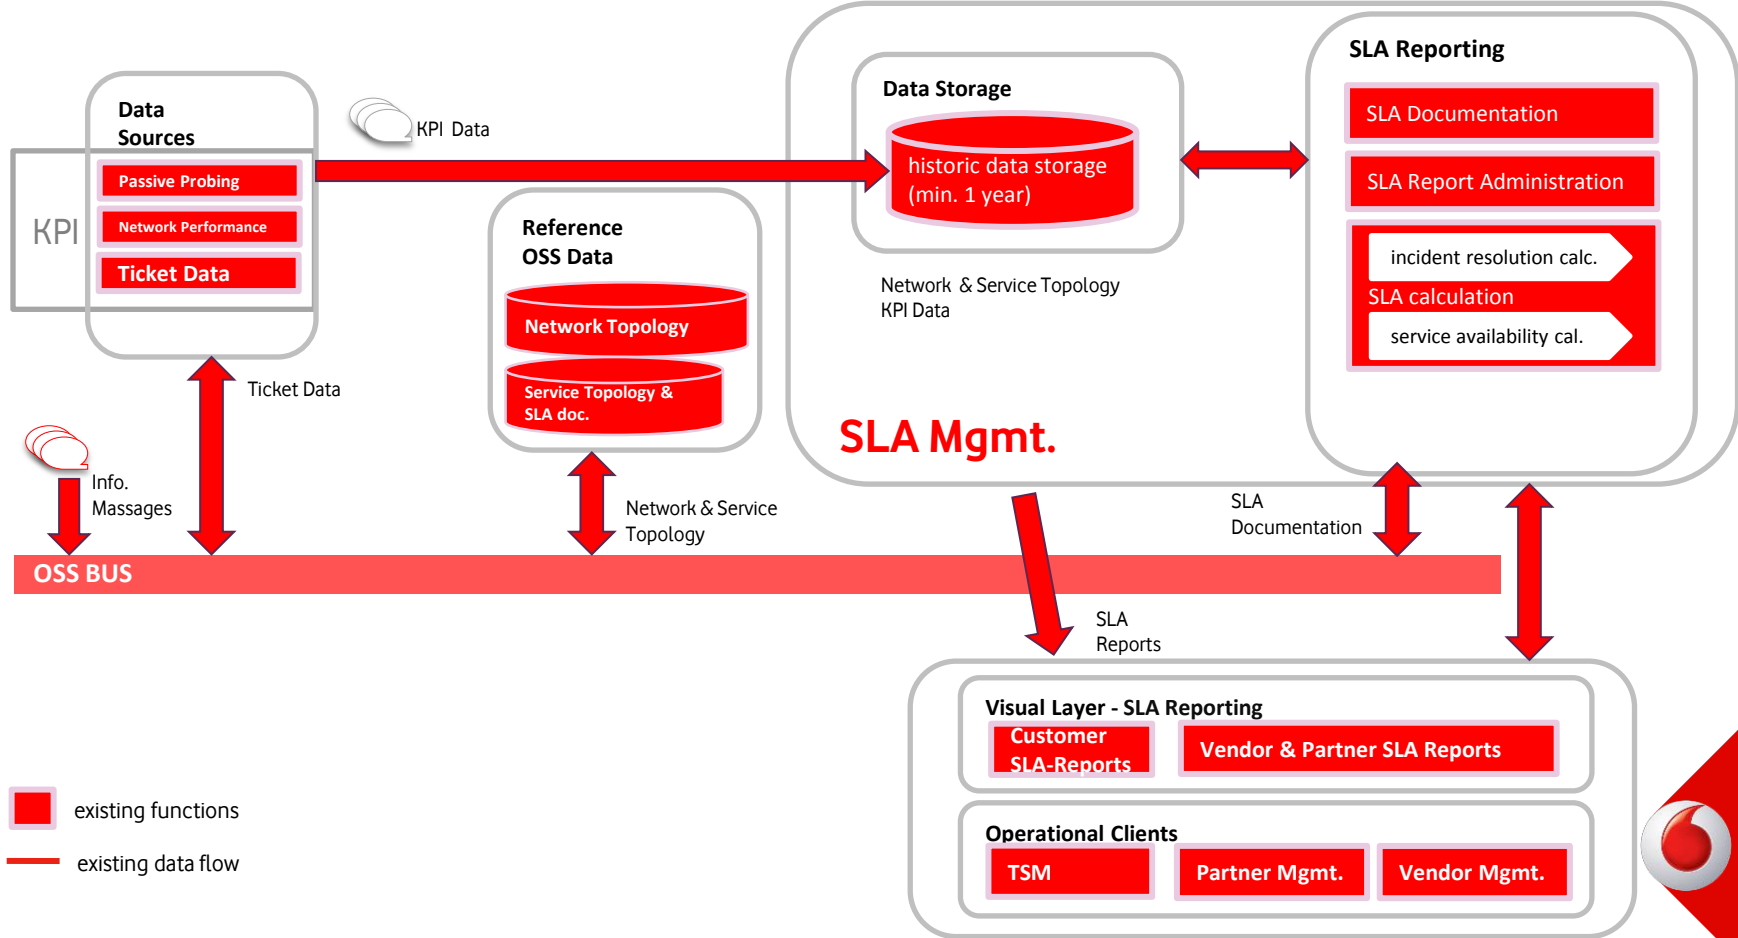 SLA Reporting
SLA Documentation
SLA Report Administration
incident resolution calc.
SLA calculation
service availability cal.
Data Storage
historic data storage
(min. 1 year)
Network & Service Topology
KPI Data
SLA Mgmt.
Data
Sources
KPI
Passive Probing
Network Performance
Ticket Data
KPI Data
Reference
OSS Data
Network Topology
Service Topology &
SLA doc.
Ticket Data
Info.
Massages
Network & Service
Topology
SLA
Documentation
OSS BUS
SLA
Reports
Visual Layer - SLA Reporting
Customer
SLA-Reports
Vendor & Partner SLA Reports
Operational Clients
TSM
Partner Mgmt.
Vendor Mgmt.
existing functions
existing data flow